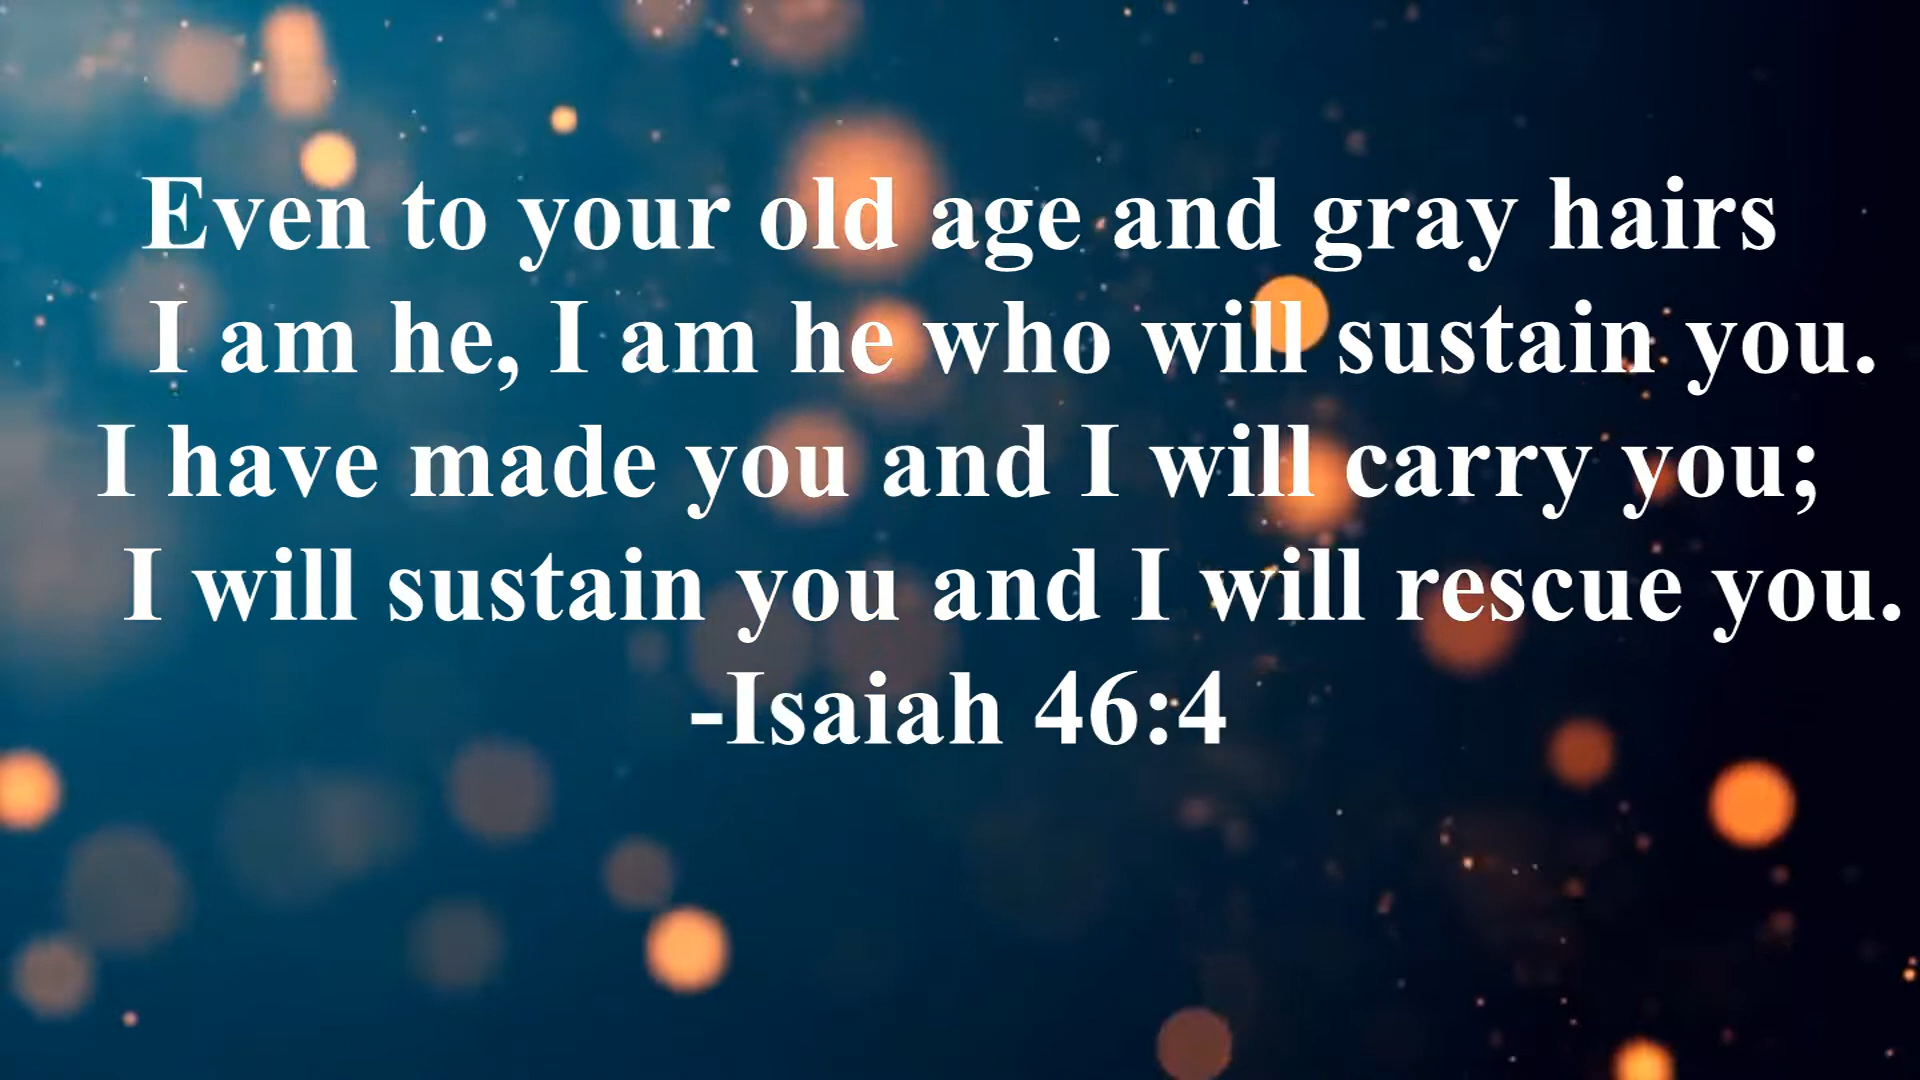 Even to your old age and gray hairs
I am he, I am he who will sustain you.
I have made you and I will carry you;
I will sustain you and I will rescue you.
-Isaiah 46:4